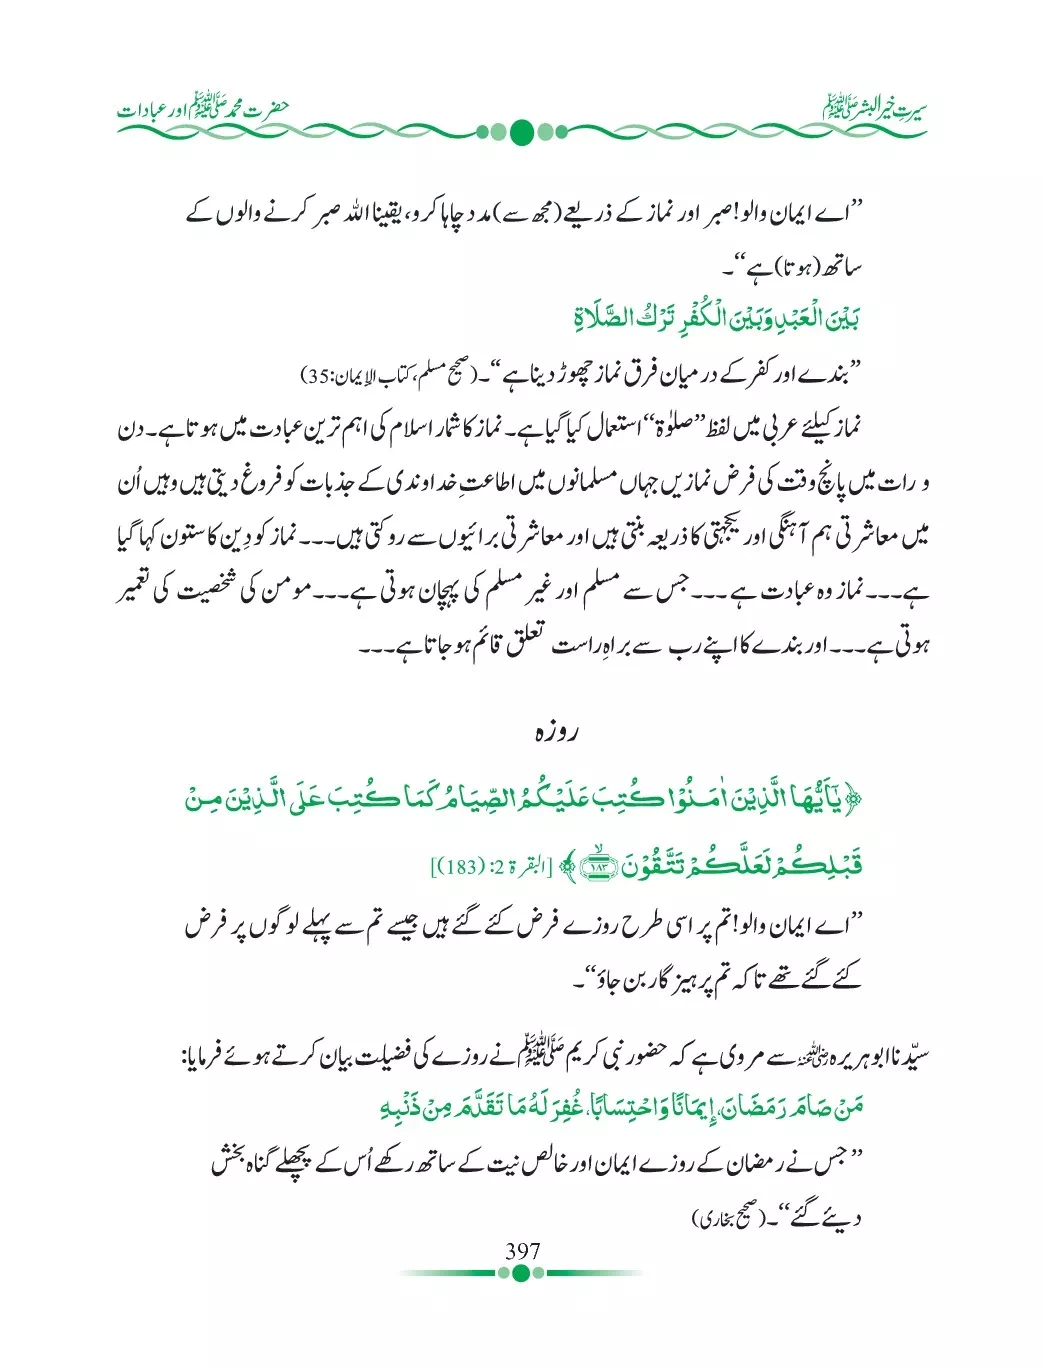 سیرتِ خیر البشر ﷺ
حضرت محمد ﷺ اور عبادات
’’اے ایمان والو! صبر اور نماز کے ذریعے (مجھ سے) مدد چاہا کرو، یقینا اللہ صبر کرنے والوں کے
ساتھ (ہوتا) ہے‘‘۔
بَيْنَ الْعَبْدِ وَبَيْنَ الْكُفْرِ تَرْكُ الصَّلَاةِ
’’بندے اور کفر کے درمیان فرق نماز چھوڑ دینا ہے‘‘۔ (صحیح مسلم، کتاب الإیمان:35)
نماز کیلئے عربی میں لفظ ’’صلوٰۃ‘‘ استعمال کیا گیا ہے۔ نماز کا شمار اسلام کی اہم ترین عبادت میں ہوتا ہے۔ دن
و رات میں پانچ وقت کی فرض نمازیں جہاں مسلمانوں میں اطاعتِ خداوندی کے جذبات کو فروغ دیتی ہیں وہیں اُن
میں معاشرتی ہم آہنگی اور یکجہتی کا ذریعہ بنتی ہیں اور معاشرتی برائیوں سے روکتی ہیں۔۔۔ نماز کو دِین کا ستون کہا گیا
ہے۔۔۔ نماز وہ عبادت ہے ۔۔۔ جس سے مسلم اور غیر مسلم کی پہچان ہوتی ہے۔۔۔ مومن کی شخصیت کی تعمیر
ہوتی ہے۔۔۔ اور بندے کا اپنے رب سے براہِ راست تعلق قائم ہو جاتا ہے۔۔۔
روزہ
﴿يٰۤاَيُّهَا الَّذِيْنَ اٰمَنُوْا كُتِبَ عَلَيْكُمُ الصِّيَامُ كَمَا كُتِبَ عَلَى الَّذِيْنَ مِنْ
قَبْلِكُمْ لَعَلَّكُمْ تَتَّقُوْنَ ۙ۝۱۸۳﴾ [البقرۃ 2: (183)]
’’اے ایمان والو! تم پر اسی طرح روزے فرض کئے گئے ہیں جیسے تم سے پہلے لوگوں پر فرض
کئے گئے تھے تاکہ تم پرہیز گار بن جاؤ‘‘۔
سیّدنا ابوہریرہ رضی اللہ عنہ سے مروی ہے کہ حضور نبی کریم ﷺ نے روزے کی فضیلت بیان کرتے ہوئے فرمایا:
مَنْ صَامَ رَمَضَانَ، إِيمَانًا وَاحْتِسَابًا، غُفِرَ لَهُ مَا تَقَدَّمَ مِنْ ذَنْبِهِ
’’جس نے رمضان کے روزے ایمان اور خالص نیت کے ساتھ رکھے اُس کے پچھلے گناہ بخش
دیئے گئے‘‘۔ (صحیح بخاری)
397